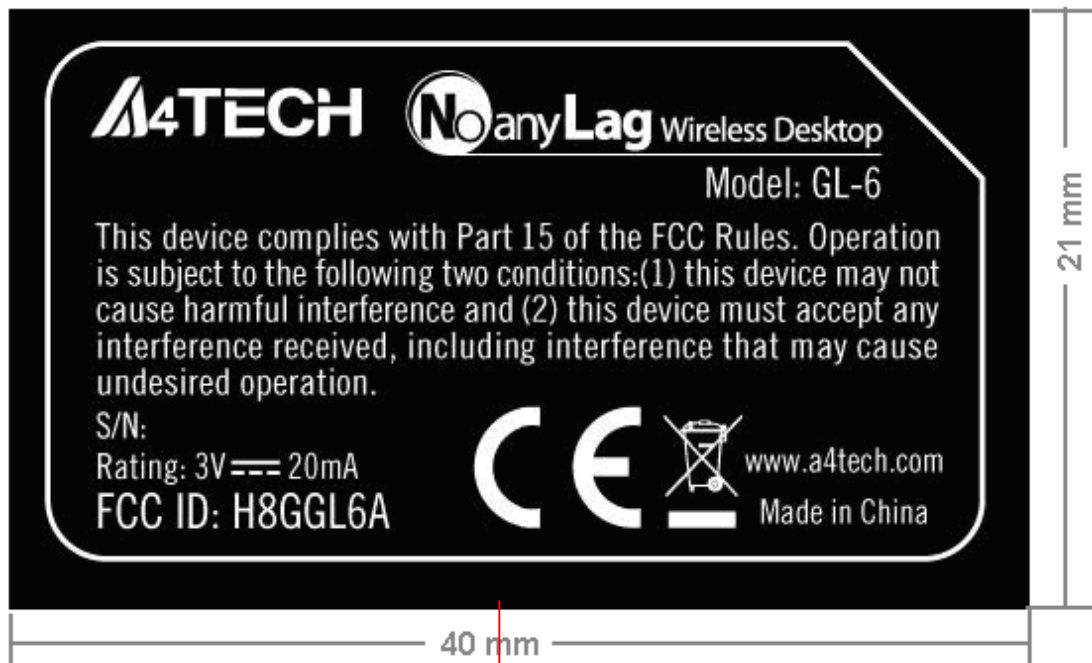 A4TECH NoanyLag Wireless Desktop
Model: GL-6
This device complies with Part 15 of the FCC Rules. Operation
is subject to the following two conditions:(1) this device may not
cause harmful interference and (2) this device must accept any
interference received, including interference that may cause
undesired operation.
S/N:
Rating: 3V⎓20mA
FCC ID: H8GGL6A
CE
www.a4tech.com
Made in China
21 mm
40 mm